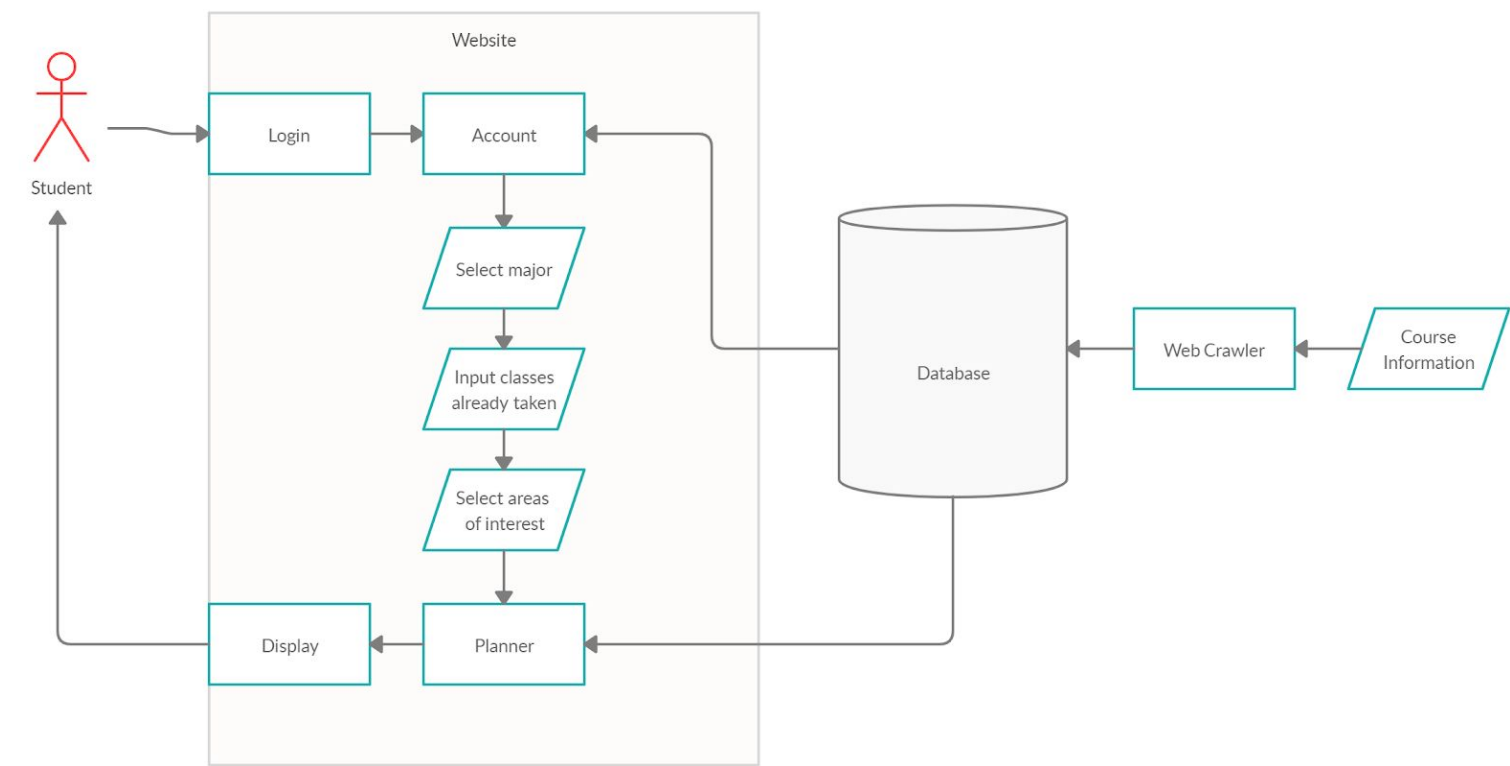 Website
Student
Login
Account
Select major
Input classes
already taken
Select areas
of interest
Display
Planner
Database
Web Crawler
Course
Information